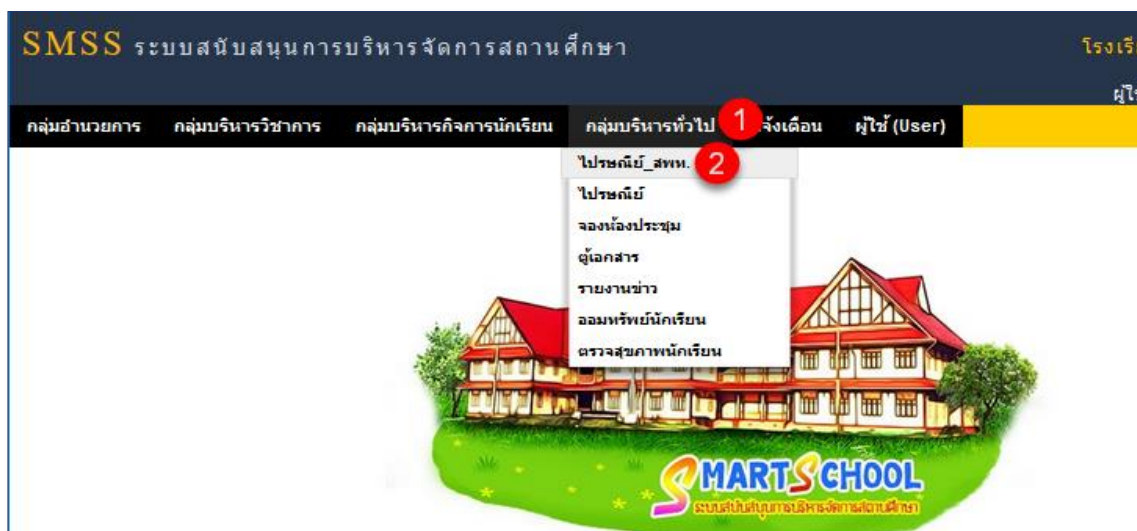 SMSS ระบบสนับสนุนการบริหารจัดการสถานศึกษา
กลุ่มอำนวยการ กลุ่มบริหารวิชาการ กลุ่มบริหารกิจการนักเรียน กลุ่มบริหารทั่วไป 1 ผู้ใช้ (User)
ไปรษณีย์_สพท. 2
ไปรษณีย์
จองห้องประชุม
ตู้เอกสาร
รายงานข่าว
ออมทรัพย์นักเรียน
ตรวจสุขภาพนักเรียน
SMARTSCHOOL
ระบบสนับสนุนการบริหารจัดการสถานศึกษา